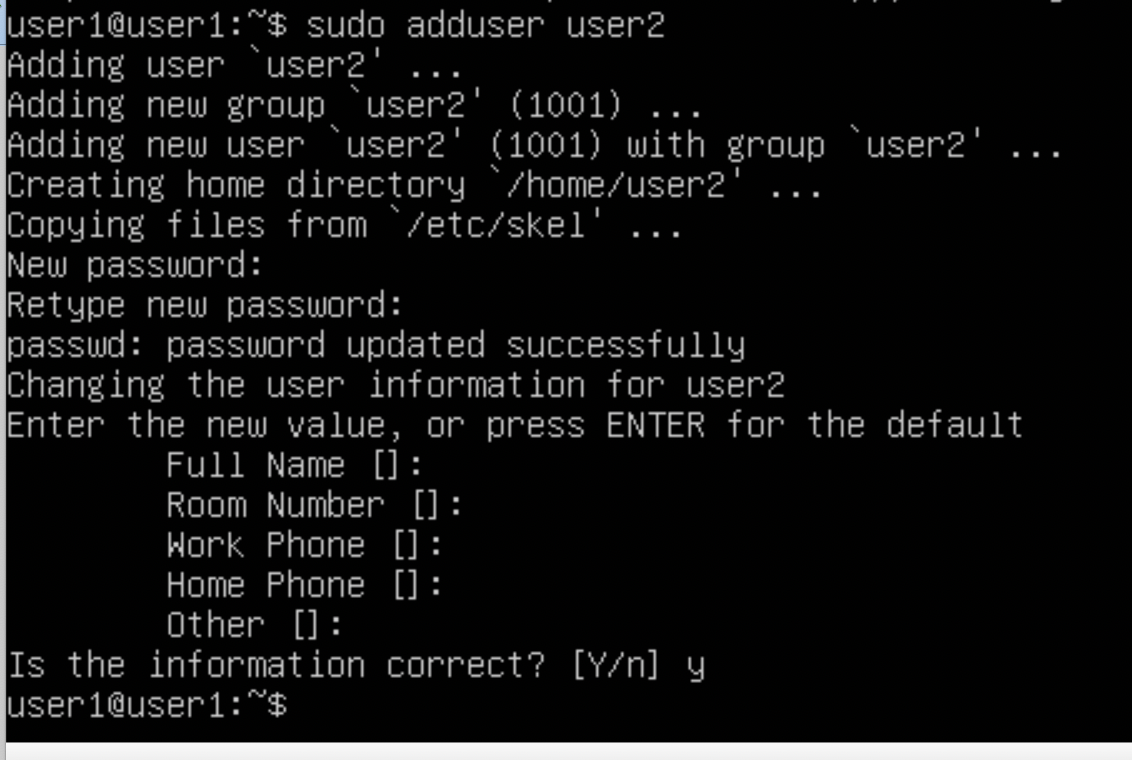 user1@user1:~$ sudo adduser user2
Adding user `user2' ...
Adding new group `user2' (1001) ...
Adding new user `user2' (1001) with group `user2' ...
Creating home directory `/home/user2' ...
Copying files from `/etc/skel' ...
New password:
Retype new password:
passwd: password updated successfully
Changing the user information for user2
Enter the new value, or press ENTER for the default
Full Name []:
Room Number []:
Work Phone []:
Home Phone []:
Other []:
Is the information correct? [Y/n] y
user1@user1:~$